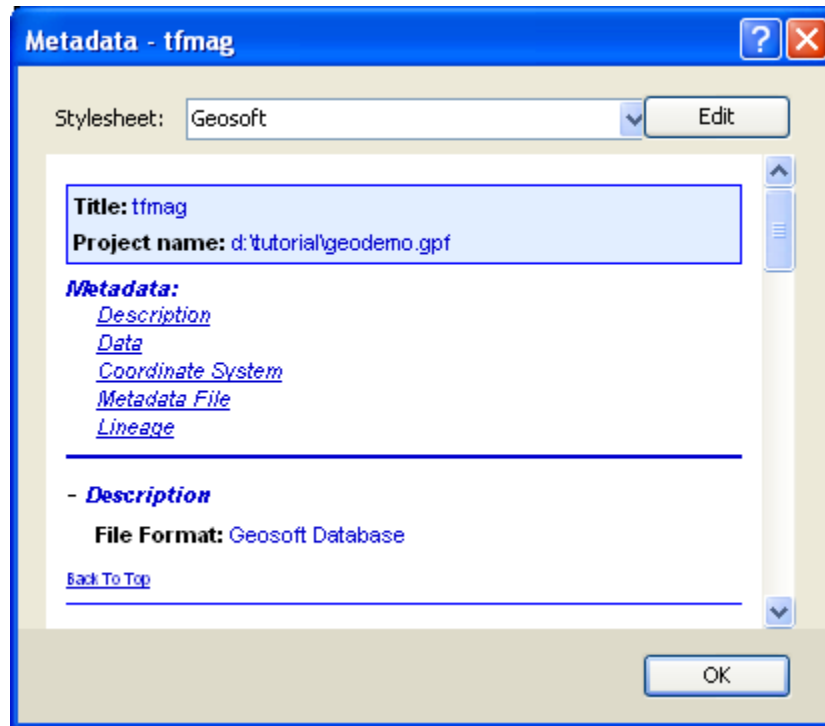 Metadata - tfmag
Stylesheet: Geosoft Edit
Title: tfmag
Project name: d:\tutorial\geodemo.gpf
Metadata:
Description
Data
Coordinate System
Metadata File
Lineage
- Description
File Format: Geosoft Database
Back To Top
OK